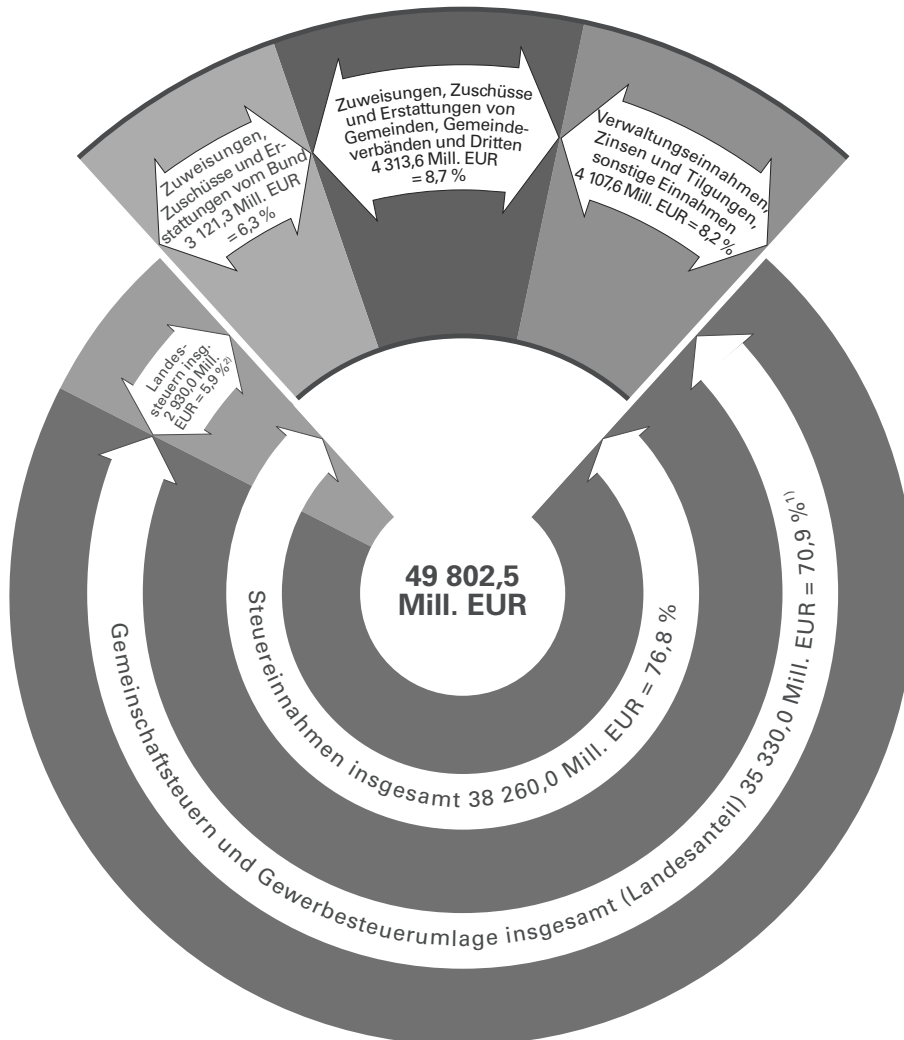 Zuweisungen,
Zuschüsse und Er-
stattungen vom Bund
3 121,3 Mill. EUR
= 6,3 %
Zuweisungen, Zuschüsse
und Erstattungen von
Gemeinden, Gemeinde-
verbänden und Dritten
4 313,6 Mill. EUR
= 8,7 %
Verwaltungseinnahmen,
Zinsen und Tilgungen,
sonstige Einnahmen
4 107,6 Mill. EUR = 8,2 %
Landes-
steuern insg.
2 930,0 Mill.
EUR = 5,9 %²⁾
49 802,5
Mill. EUR
Steuereinnahmen insgesamt 38 260,0 Mill. EUR = 76,8 %
Gemeinschaftsteuern und Gewerbesteuerumlage insgesamt (Landesanteil) 35 330,0 Mill. EUR = 70,9 %¹⁾